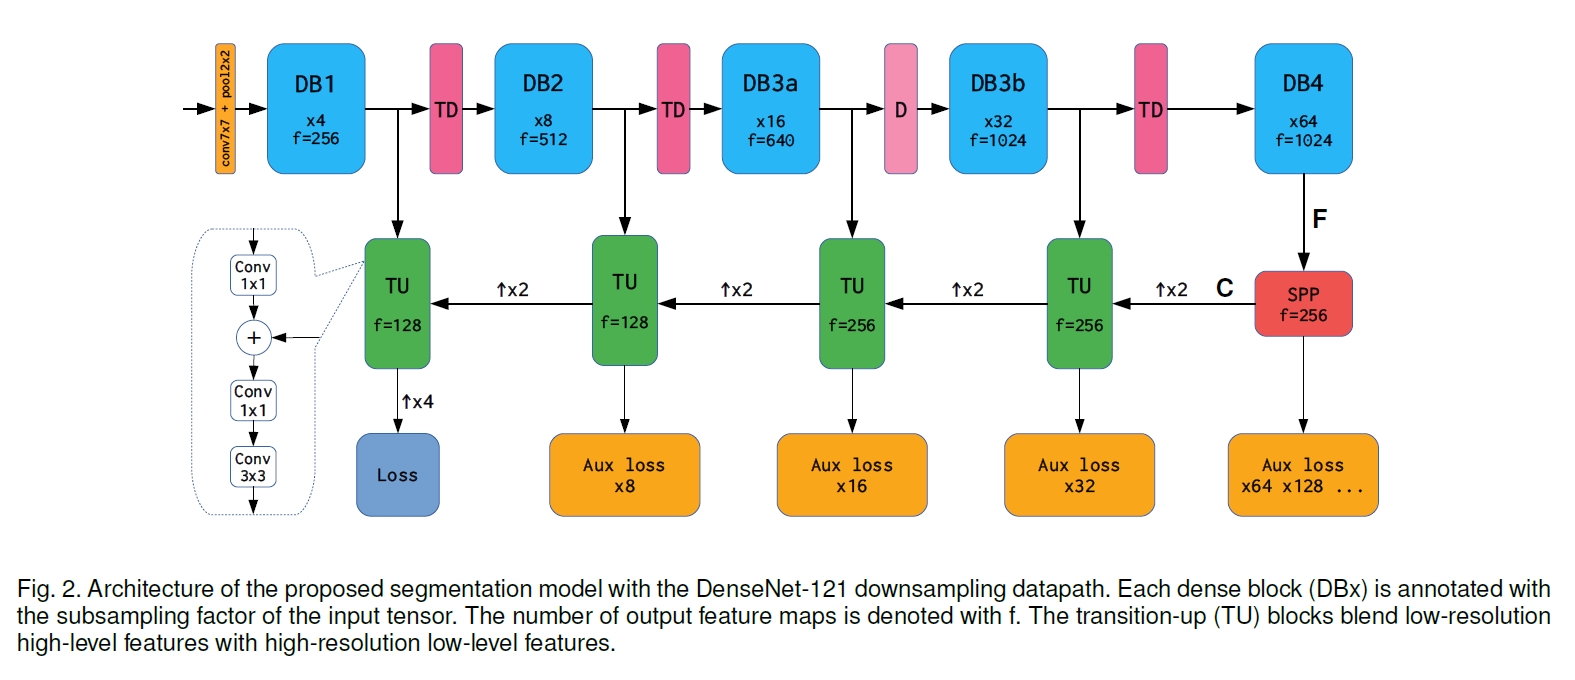 conv7x7 + pool2x2
DB1
x4
f=256
TD
DB2
x8
f=512
TD
DB3a
x16
f=640
D
DB3b
x32
f=1024
TD
DB4
x64
f=1024
F
Conv
1x1
+
Conv
1x1
Conv
3x3
TU
f=128
↑x2
TU
f=128
↑x2
TU
f=256
↑x2
TU
f=256
↑x2
C
SPP
f=256
↑x4
Loss
Aux loss
x8
Aux loss
x16
Aux loss
x32
Aux loss
x64 x128 ...
Fig. 2. Architecture of the proposed segmentation model with the DenseNet-121 downsampling datapath. Each dense block (DBx) is annotated with
the subsampling factor of the input tensor. The number of output feature maps is denoted with f. The transition-up (TU) blocks blend low-resolution
high-level features with high-resolution low-level features.